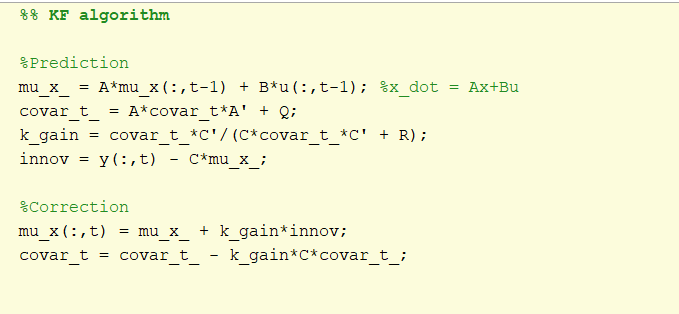 %% KF algorithm
%Prediction
mu_x_ = A*mu_x(:,t-1) + B*u(:,t-1); %x_dot = Ax+Bu
covar_t_ = A*covar_t*A' + Q;
k_gain = covar_t_*C'/(C*covar_t_*C' + R);
innov = y(:,t) - C*mu_x_;
%Correction
mu_x(:,t) = mu_x_ + k_gain*innov;
covar_t = covar_t_ - k_gain*C*covar_t_;